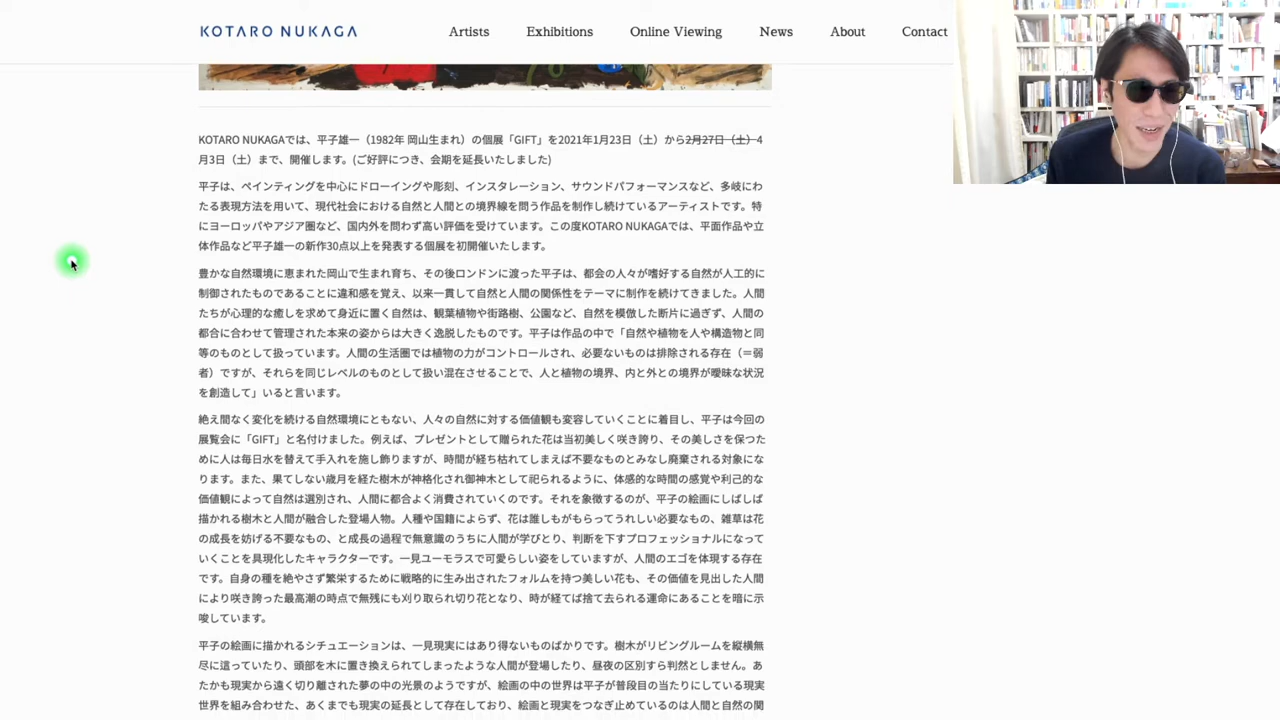 KOTARO NUKAGA
Artists
Exhibitions
Online Viewing
News
About
Contact
KOTARO NUKAGAでは、平子雄一（1982年 岡山生まれ）の個展「GIFT」を2021年1月23日（土）から2月27日（土）4
月3日（土）まで、開催します。(ご好評につき、会期を延長いたしました)
平子は、ペインティングを中心にドローイングや彫刻、インスタレーション、サウンドパフォーマンスなど、多岐にわ
たる表現方法を用いて、現代社会における自然と人間との境界線を問う作品を制作し続けているアーティストです。特
にヨーロッパやアジア圏など、国内外を問わず高い評価を受けています。この度KOTARO NUKAGAでは、平面作品や立
体作品など平子雄一の新作30点以上を発表する個展を初開催いたします。
豊かな自然環境に恵まれた岡山で生まれ育ち、その後ロンドンに渡った平子は、都会の人々が嗜好する自然が人工的に
制御されたものであることに違和感を覚え、以来一貫して自然と人間の関係性をテーマに制作を続けてきました。人間
たちが心理的な癒しを求めて身近に置く自然は、観葉植物や街路樹、公園など、自然を模倣した断片に過ぎず、人間の
都合に合わせて管理された本来の姿からは大きく逸脱したものです。平子は作品の中で「自然や植物を人や構造物と同
等のものとして扱っています。人間の生活圏では植物の力がコントロールされ、必要ないものは排除される存在（＝弱
者）ですが、それらを同じレベルのものとして扱い混在させることで、人と植物の境界、内と外との境界が曖昧な状況
を創造して」いると言います。
絶え間なく変化を続ける自然環境にともない、人々の自然に対する価値観も変容していくことに着目し、平子は今回の
展覧会に「GIFT」と名付けました。例えば、プレゼントとして贈られた花は当初美しく咲き誇り、その美しさを保つた
めに人は毎日水を替えて手入れを施し飾りますが、時間が経ち枯れてしまえば不要なものとみなし廃棄される対象にな
ります。また、果てしない歳月を経た樹木が神格化され御神木として祀られるように、体感的な時間の感覚や利己的な
価値観によって自然は選別され、人間に都合よく消費されていくのです。それを象徴するのが、平子の絵画にしばしば
描かれる樹木と人間が融合した登場人物。人種や国籍によらず、花は誰しもがもらってうれしい必要なもの、雑草は花
の成長を妨げる不要なもの、と成長の過程で無意識のうちに人間が学びとり、判断を下すプロフェッショナルになって
いくことを具現化したキャラクターです。一見ユーモラスで可愛らしい姿をしていますが、人間のエゴを体現する存在
です。自身の種を絶やさず繁栄するために戦略的に生み出されたフォルムを持つ美しい花も、その価値を見出した人間
により咲き誇った最高潮の時点で無残にも刈り取られ切り花となり、時が経てば捨て去られる運命にあることを暗に示
唆しています。
平子の絵画に描かれるシチュエーションは、一見現実にはあり得ないものばかりです。樹木がリビングルームを縦横無
尽に這っていたり、頭部を木に置き換えられてしまったような人間が登場したり、昼夜の区別すら判然としません。あ
たかも現実から遠く切り離された夢の中の光景のようですが、絵画の中の世界は平子が普段目の当たりにしている現実
世界を組み合わせた、あくまでも現実の延長として存在しており、絵画と現実をつなぎ止めているのは人間と自然の関